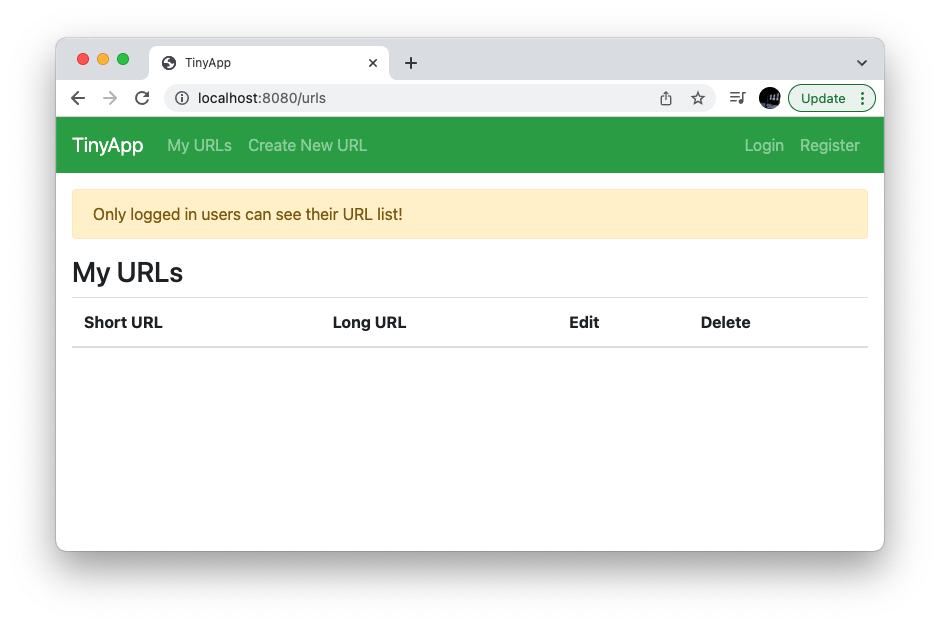 TinyApp
localhost:8080/urls
Update
TinyApp My URLs Create New URL Login Register
Only logged in users can see their URL list!
My URLs
Short URL Long URL Edit Delete